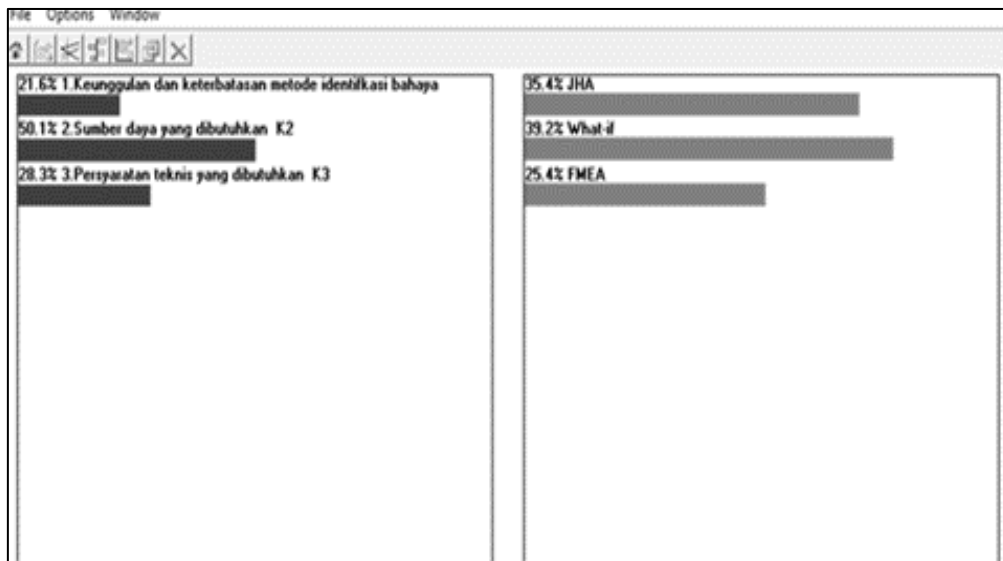 File Options Window
21.6% 1.Keunggulan dan keterbatasan metode identifkasi bahaya
50.1% 2.Sumber daya yang dibutuhkan K2
28.3% 3.Persyaratan teknis yang dibutuhkan K3
35.4% JHA
39.2% What-if
25.4% FMEA